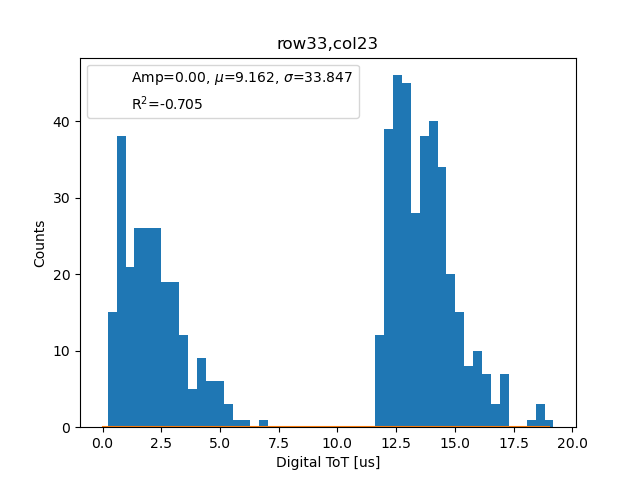 row33,col23
Amp=0.00, μ=9.162, σ=33.847
R²=-0.705
Counts
40
30
20
10
0
0.0 2.5 5.0 7.5 10.0 12.5 15.0 17.5 20.0
Digital ToT [us]